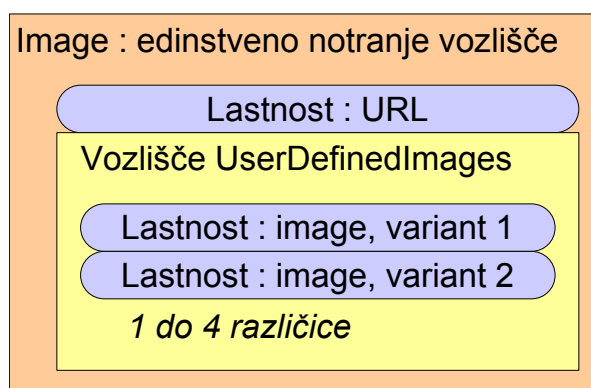 Image : edinstveno notranje vozlišče
Lastnost : URL
Vozlišče UserDefinedImages
Lastnost : image, variant 1
Lastnost : image, variant 2
1 do 4 različice